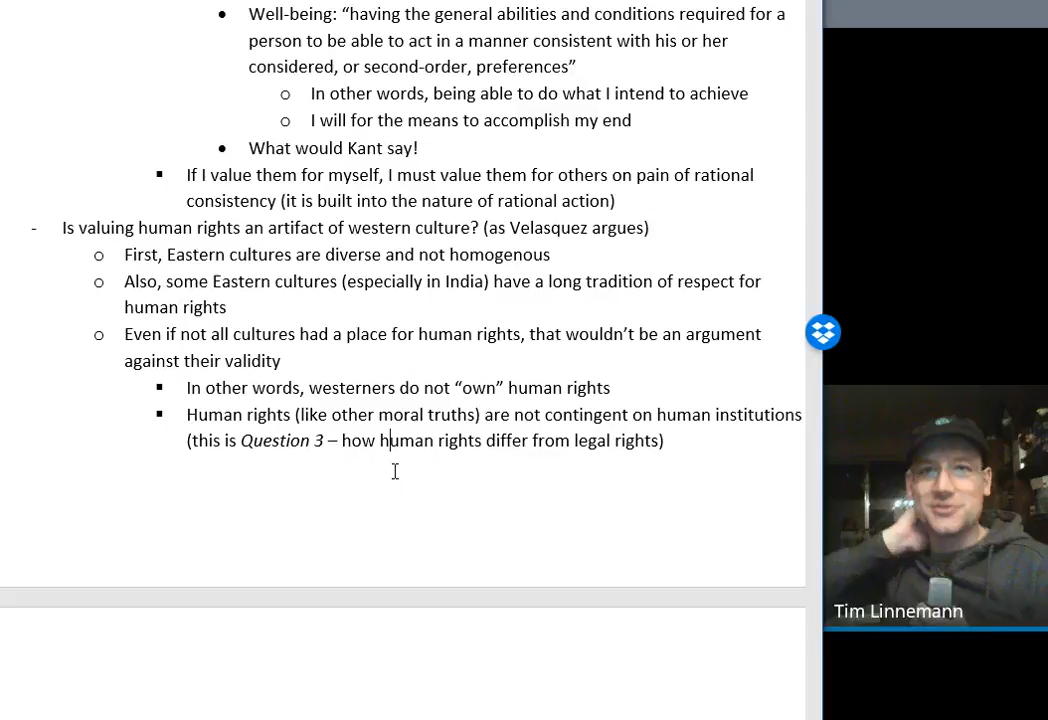 • Well-being: “having the general abilities and conditions required for a
person to be able to act in a manner consistent with his or her
considered, or second-order, preferences”
o In other words, being able to do what I intend to achieve
o I will for the means to accomplish my end
• What would Kant say!
▪ If I value them for myself, I must value them for others on pain of rational
consistency (it is built into the nature of rational action)
- Is valuing human rights an artifact of western culture? (as Velasquez argues)
o First, Eastern cultures are diverse and not homogenous
o Also, some Eastern cultures (especially in India) have a long tradition of respect for
human rights
o Even if not all cultures had a place for human rights, that wouldn’t be an argument
against their validity
▪ In other words, westerners do not “own” human rights
▪ Human rights (like other moral truths) are not contingent on human institutions
(this is Question 3 – how human rights differ from legal rights)
Tim Linnemann